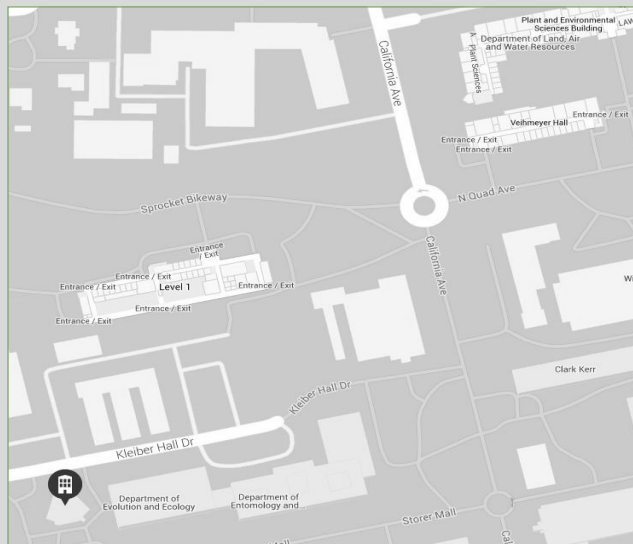 Plant and Environmental
Sciences Building
LAW
Department of Land, Air
and Water Resources
A - Plant Sciences
California Ave
Veihmeyer Hall
Entrance / Exit
Entrance / Exit
Entrance / Exit
N Quad Ave
Sprocket Bikeway
California Ave
Entrance
/ Exit
Entrance / Exit
Entrance / Exit
Level 1
Entrance / Exit
Entrance / Exit
Entrance / Exit
Wi
Clark Kerr
Kleiber Hall Dr
Kleiber Hall Dr
Department of
Evolution and Ecology
Department of
Entomology and...
Storer Mall
Mall
Cal